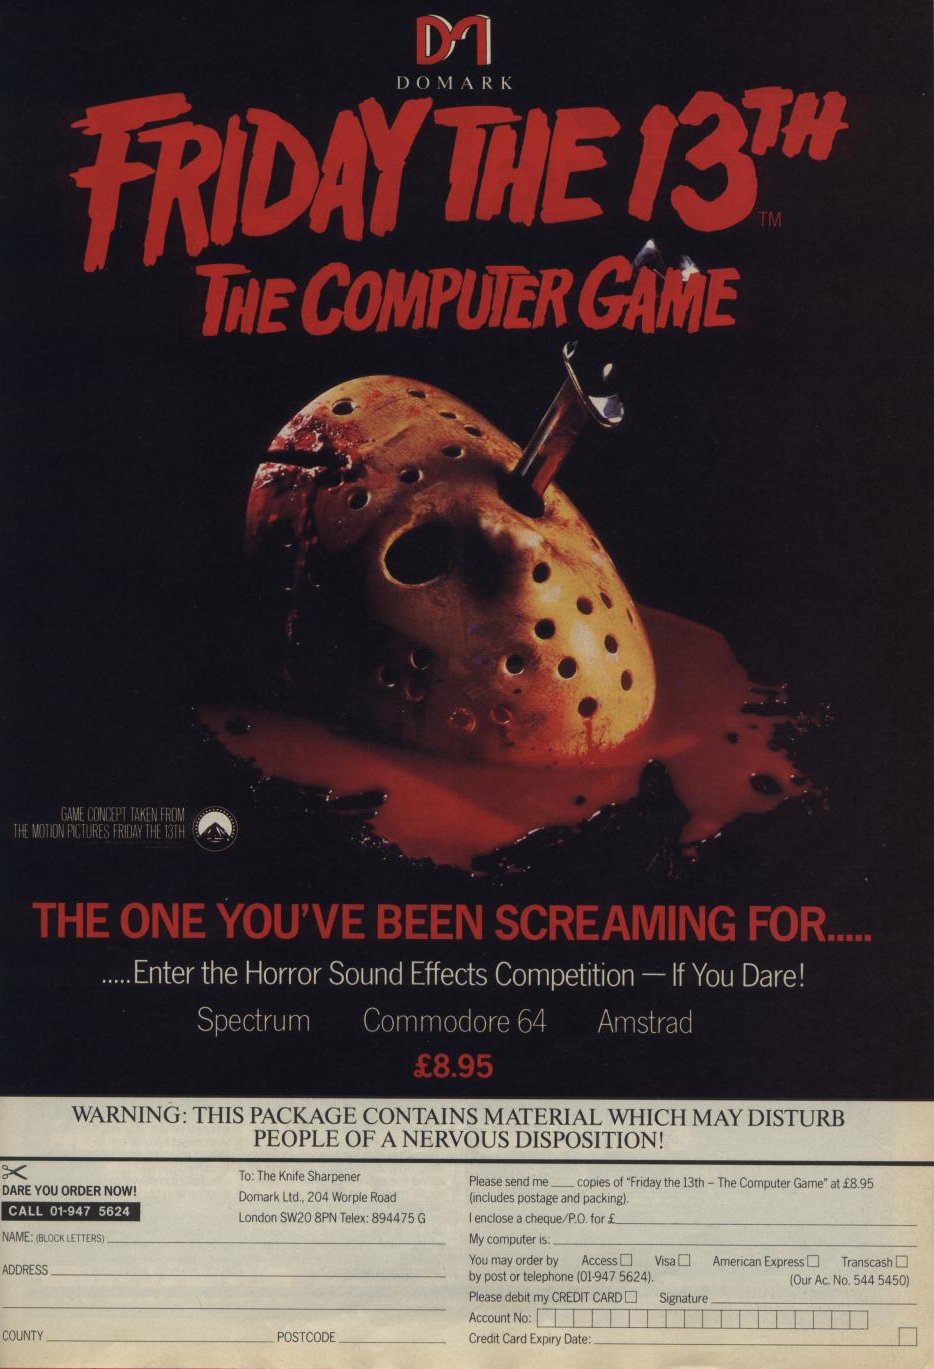 DOMARK
FRIDAY THE 13TH
TM
THE COMPUTER GAME
GAME CONCEPT TAKEN FROM
THE MOTION PICTURES FRIDAY THE 13TH
THE ONE YOU'VE BEEN SCREAMING FOR.....
.....Enter the Horror Sound Effects Competition — If You Dare!
Spectrum Commodore 64 Amstrad
£8.95
WARNING: THIS PACKAGE CONTAINS MATERIAL WHICH MAY DISTURB
PEOPLE OF A NERVOUS DISPOSITION!
DARE YOU ORDER NOW!
CALL 01-947 5624
To: The Knife Sharpener
Domark Ltd., 204 Worple Road
London SW20 8PN Telex: 894475 G
NAME: (BLOCK LETTERS)
ADDRESS
COUNTY POSTCODE
Please send me ___ copies of "Friday the 13th – The Computer Game" at £8.95
(includes postage and packing).
I enclose a cheque/P.O. for £
My computer is:
You may order by Access Visa American Express Transcash
by post or telephone (01-947 5624). (Our Ac. No. 544 5450)
Please debit my CREDIT CARD Signature
Account No:
Credit Card Expiry Date: